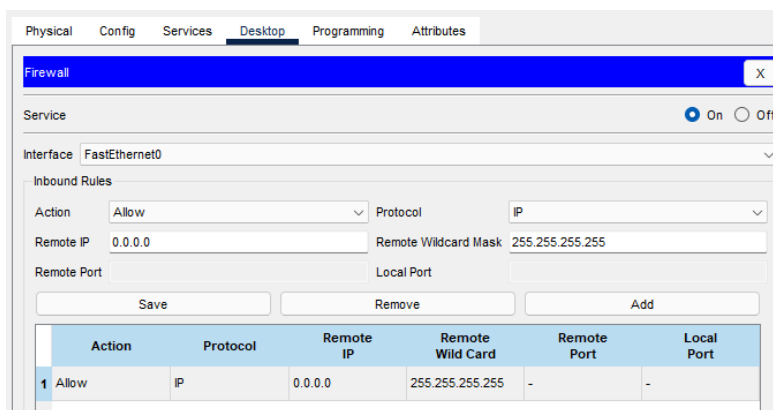 Physical Config Services Desktop Programming Attributes
Firewall X
Service On Off
Interface FastEthernet0
Inbound Rules
Action Allow Protocol IP
Remote IP 0.0.0.0 Remote Wildcard Mask 255.255.255.255
Remote Port Local Port
Save Remove Add
Action Protocol Remote IP Remote Wild Card Remote Port Local Port
1 Allow IP 0.0.0.0 255.255.255.255 - -